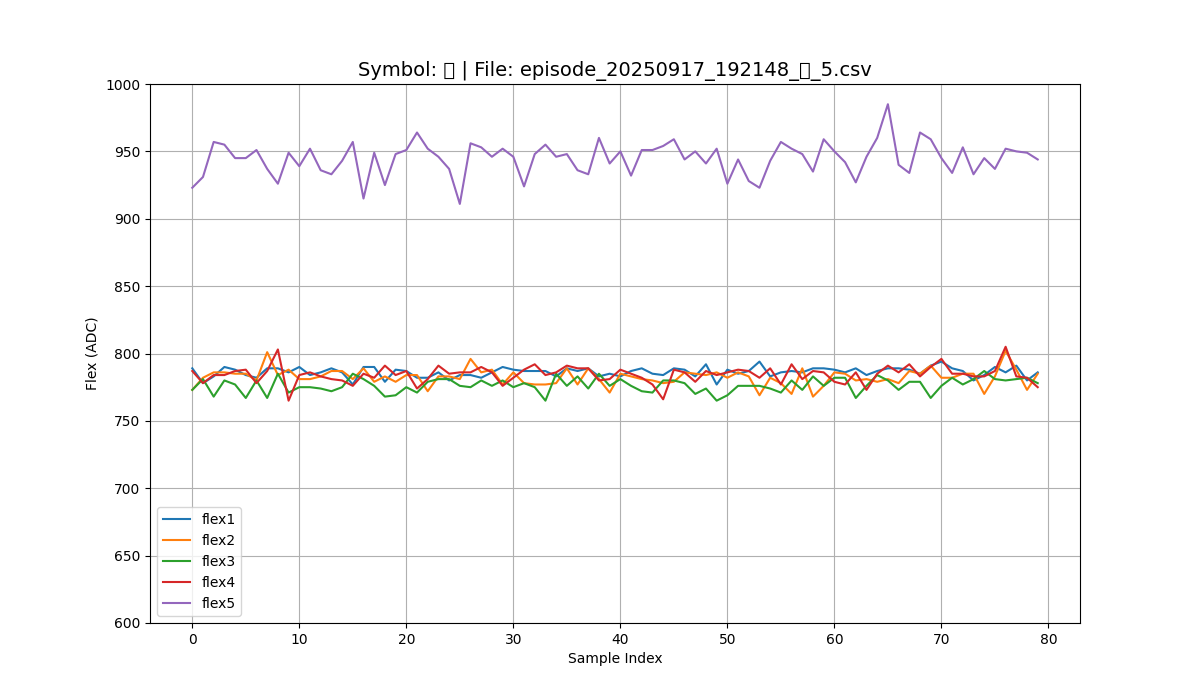 Symbol: | File: episode_20250917_192148_ _5.csv
1000
950
900
850
800
750
700
650
600
Flex (ADC)
flex1
flex2
flex3
flex4
flex5
0 10 20 30 40 50 60 70 80
Sample Index